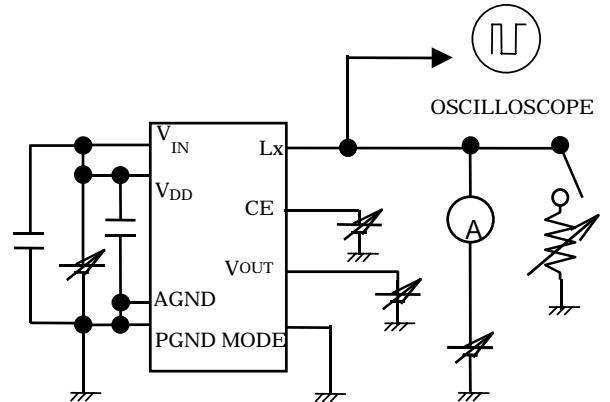 OSCILLOSCOPE
VIN
Lx
VDD
CE
A
VOUT
AGND
PGND MODE